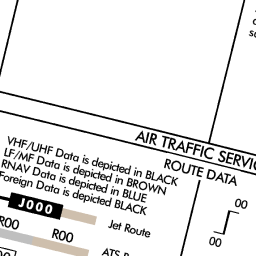 AIR TRAFFIC
ROUTE DATA
VHF/UHF Data is depicted in BLACK
LF/MF Data is depicted in BROWN
RNAV Data is depicted in BLUE
Foreign Data is depicted BLACK
J000
Jet Route
R00
R00
ATS
00
00